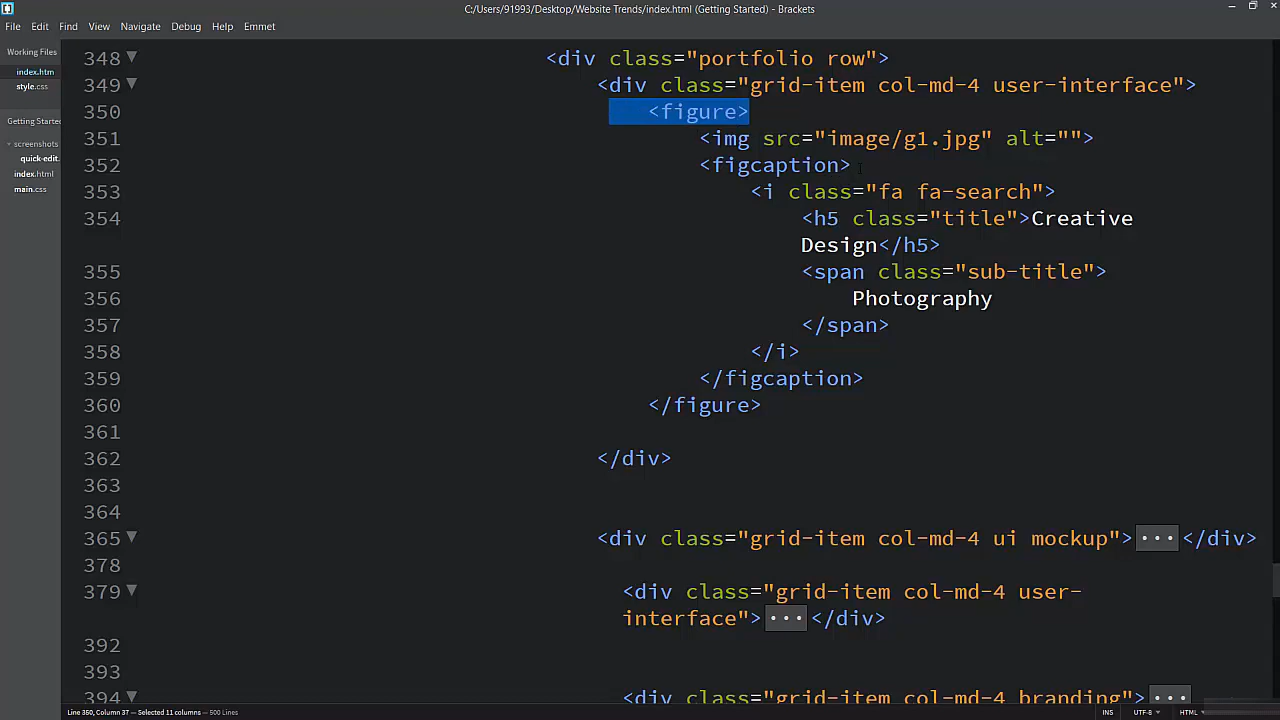 C:/Users/91993/Desktop/Website Trends/index.html (Getting Started) - Brackets
File Edit Find View Navigate Debug Help Emmet
Working Files
index.htm
style.css
Getting Started
screenshots
quick-edit.
index.html
main.css
348 <div class="portfolio row">
349 <div class="grid-item col-md-4 user-interface">
350 <figure>
351 <img src="image/g1.jpg" alt="">
352 <figcaption>
353 <i class="fa fa-search">
354 <h5 class="title">Creative
Design</h5>
355 <span class="sub-title">
356 Photography
357 </span>
358 </i>
359 </figcaption>
360 </figure>
361
362 </div>
363
364
365 <div class="grid-item col-md-4 ui mockup">...</div>
378
379 <div class="grid-item col-md-4 user-
interface">...</div>
392
393
394 <div class="grid-item col-md-4 branding">...
Line 350, Column 37 — Selected 11 columns — 500 Lines
INS UTF-8 HTML